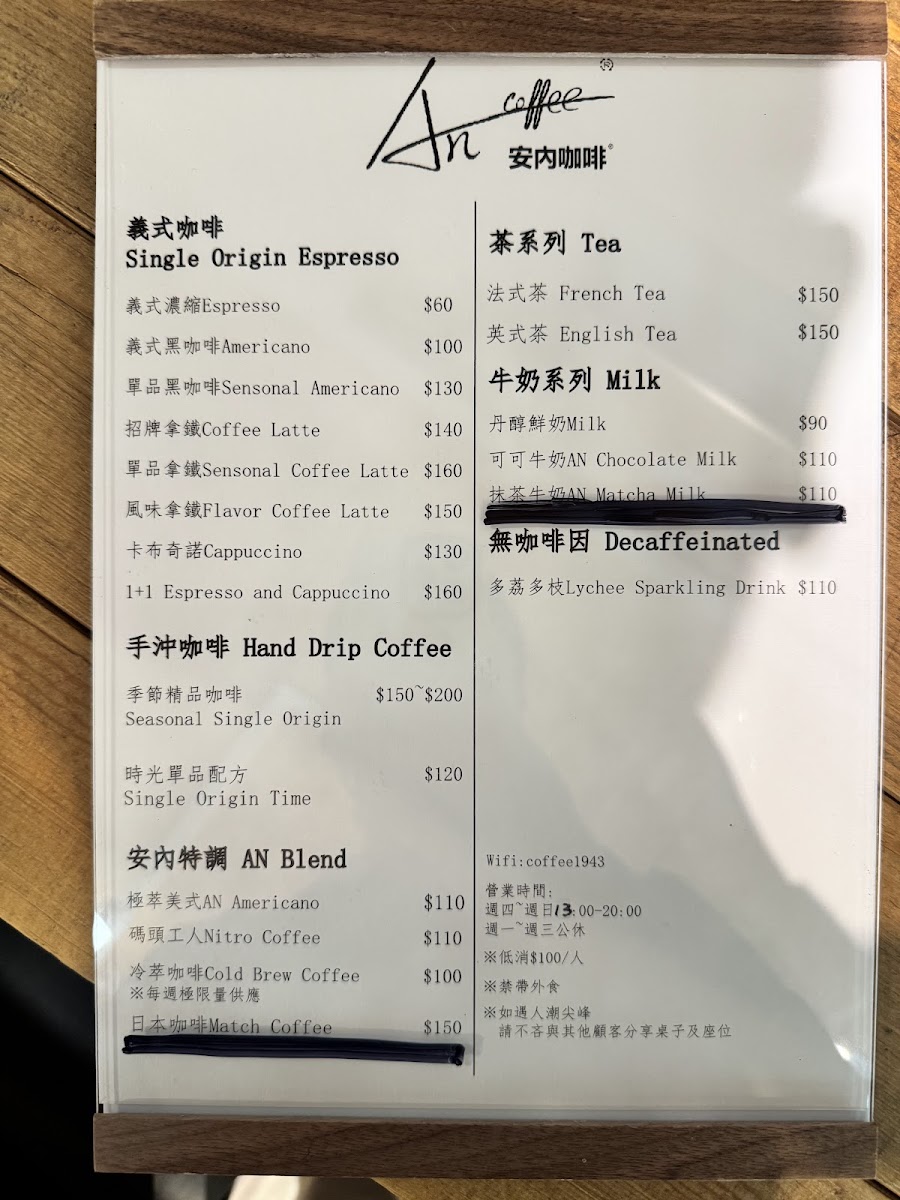 An coffee®
安內咖啡®
義式咖啡
Single Origin Espresso
義式濃縮Espresso $60
義式黑咖啡Americano $100
單品黑咖啡Sensonal Americano $130
招牌拿鐵Coffee Latte $140
單品拿鐵Sensonal Coffee Latte $160
風味拿鐵Flavor Coffee Latte $150
卡布奇諾Cappuccino $130
1+1 Espresso and Cappuccino $160
手沖咖啡 Hand Drip Coffee
季節精品咖啡 $150~$200
Seasonal Single Origin
時光單品配方 $120
Single Origin Time
安內特調 AN Blend
極萃美式AN Americano $110
碼頭工人Nitro Coffee $110
冷萃咖啡Cold Brew Coffee $100
※每週極限量供應
日本咖啡Match Coffee $150
茶系列 Tea
法式茶 French Tea $150
英式茶 English Tea $150
牛奶系列 Milk
丹醇鮮奶Milk $90
可可牛奶AN Chocolate Milk $110
抹茶牛奶AN Matcha Milk $110
無咖啡因 Decaffeinated
多荔多枝Lychee Sparkling Drink $110
Wifi:coffee1943
營業時間:
週四~週日13:00-20:00
週一~週三公休
※低消$100/人
※禁帶外食
※如遇人潮尖峰
請不吝與其他顧客分享桌子及座位